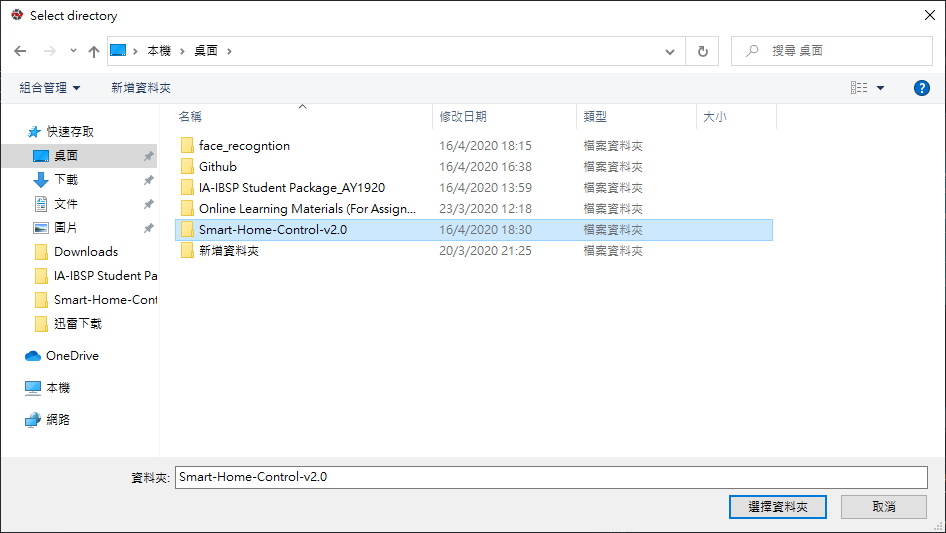 Select directory
本機 桌面
搜尋 桌面
組合管理 新增資料夾
名稱 修改日期 類型 大小
快速存取
桌面
下載
文件
圖片
Downloads
IA-IBSP Student Pa
Smart-Home-Cont
迅雷下载
OneDrive
本機
網路
face_recogntion 16/4/2020 18:15 檔案資料夾
Github 16/4/2020 16:38 檔案資料夾
IA-IBSP Student Package_AY1920 16/4/2020 13:59 檔案資料夾
Online Learning Materials (For Assign... 23/3/2020 12:18 檔案資料夾
Smart-Home-Control-v2.0 16/4/2020 18:30 檔案資料夾
新增資料夾 20/3/2020 21:25 檔案資料夾
資料夾: Smart-Home-Control-v2.0
選擇資料夾 取消